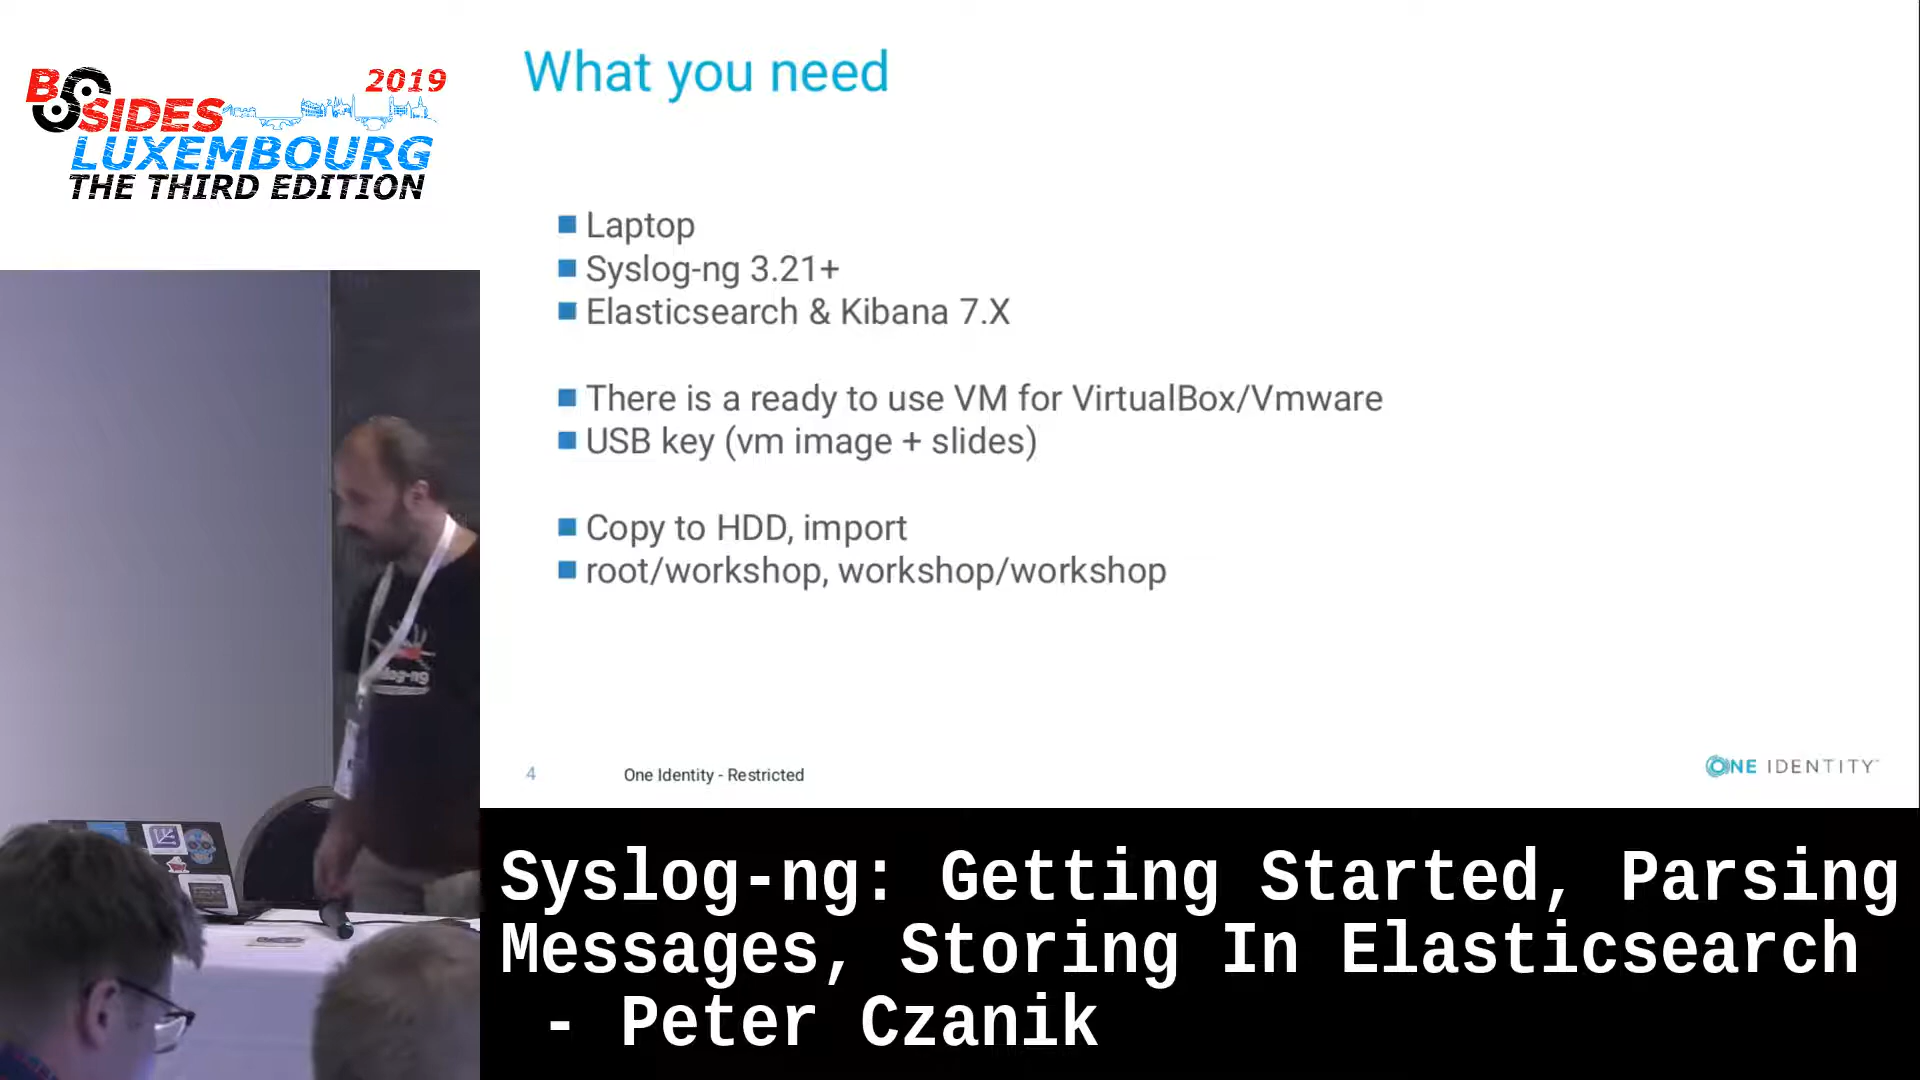 2019
BSIDES
LUXEMBOURG
THE THIRD EDITION
What you need
Laptop
Syslog-ng 3.21+
Elasticsearch & Kibana 7.X
There is a ready to use VM for VirtualBox/Vmware
USB key (vm image + slides)
Copy to HDD, import
root/workshop, workshop/workshop
4
One Identity - Restricted
ONE IDENTITY
Syslog-ng: Getting Started, Parsing
Messages, Storing In Elasticsearch
- Peter Czanik